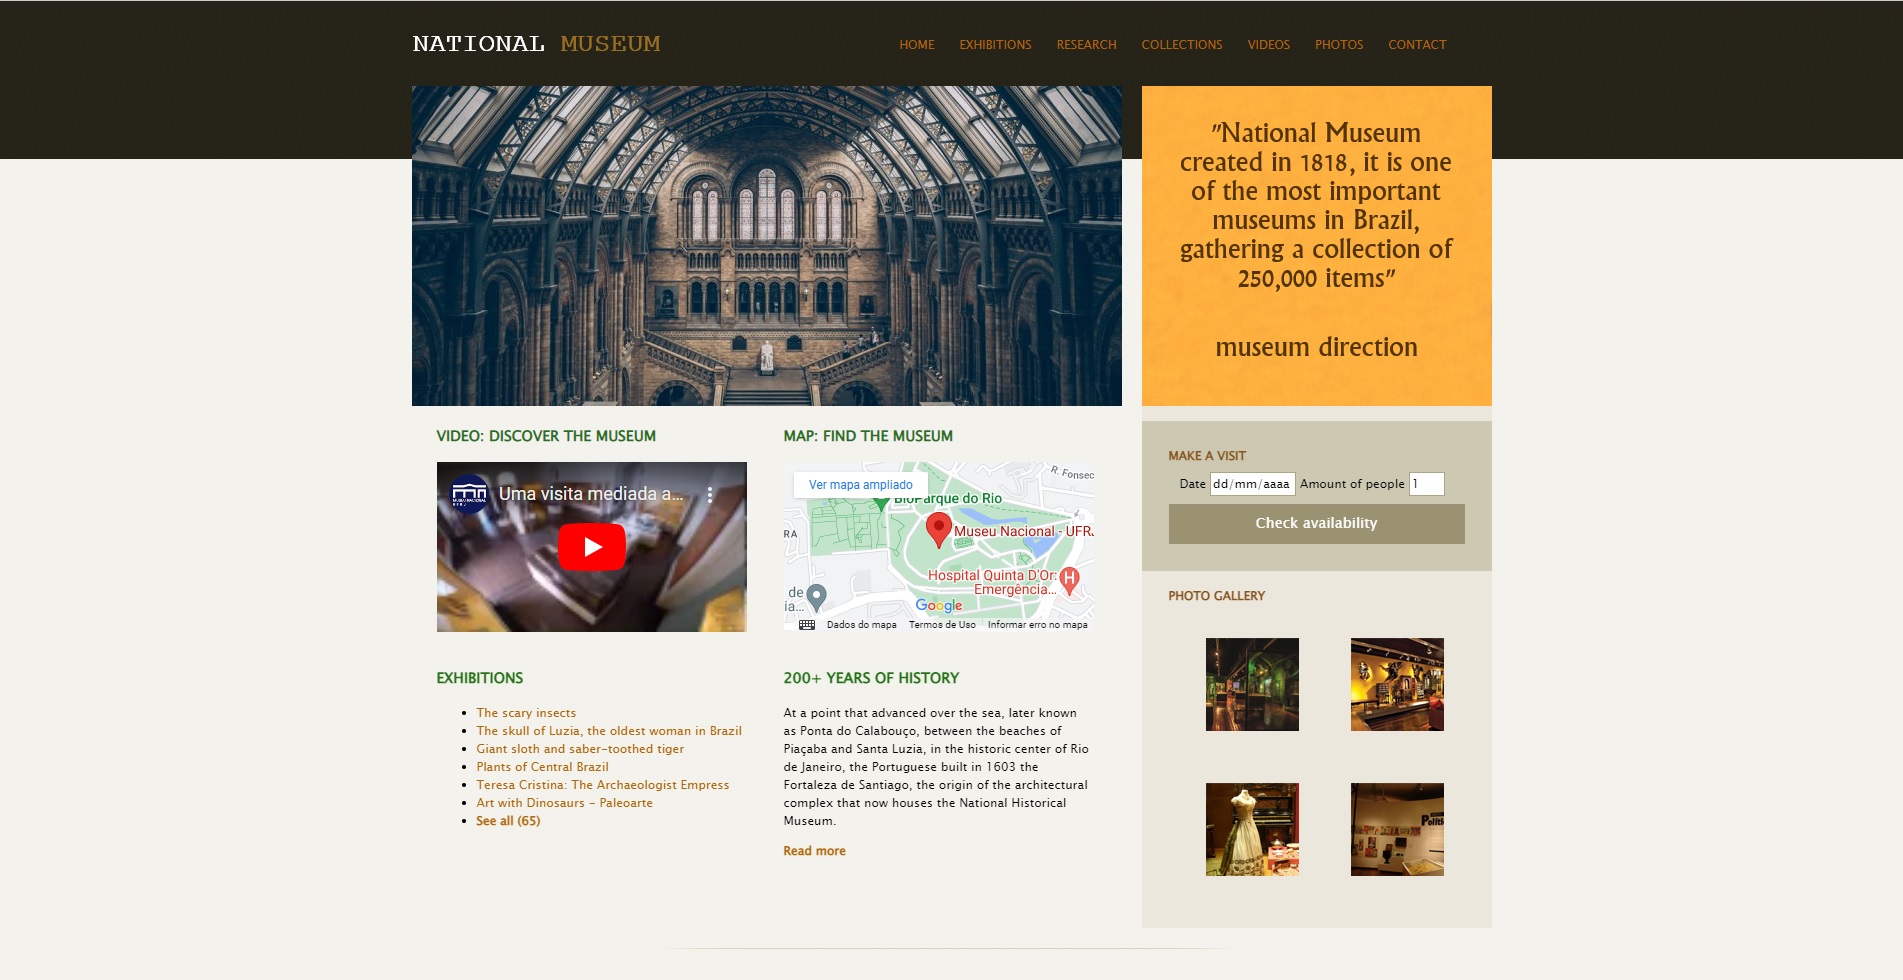 NATIONAL MUSEUM
HOME EXHIBITIONS RESEARCH COLLECTIONS VIDEOS PHOTOS CONTACT
"National Museum
created in 1818, it is one
of the most important
museums in Brazil,
gathering a collection of
250,000 items"
museum direction
VIDEO: DISCOVER THE MUSEUM
Uma visita mediada a...
MUSEU NACIONAL
MAP: FIND THE MUSEUM
Ver mapa ampliado
R. Fonsec
BioParque do Rio
Museu Nacional - UFRJ
RA
Hospital Quinta D'Or:
Emergência...
H
de
ia...
Google
Dados do mapa Termos de Uso Informar erro no mapa
MAKE A VISIT
Date dd/mm/aaaa Amount of people 1
Check availability
PHOTO GALLERY
Politi
EXHIBITIONS
The scary insects
The skull of Luzia, the oldest woman in Brazil
Giant sloth and saber-toothed tiger
Plants of Central Brazil
Teresa Cristina: The Archaeologist Empress
Art with Dinosaurs - Paleoarte
See all (65)
200+ YEARS OF HISTORY
At a point that advanced over the sea, later known
as Ponta do Calabouço, between the beaches of
Piaçaba and Santa Luzia, in the historic center of Rio
de Janeiro, the Portuguese built in 1603 the
Fortaleza de Santiago, the origin of the architectural
complex that now houses the National Historical
Museum.
Read more